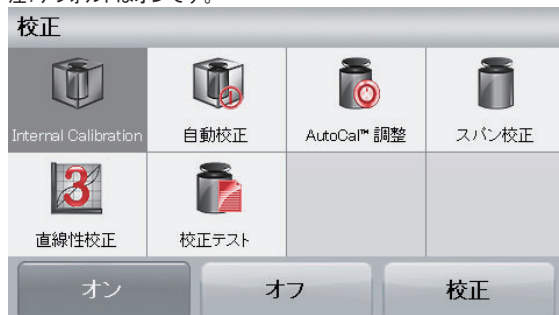 校正
Internal Calibration
自動校正
AutoCal™ 調整
スパン校正
3
直線性校正
校正テスト
オン
オフ
校正